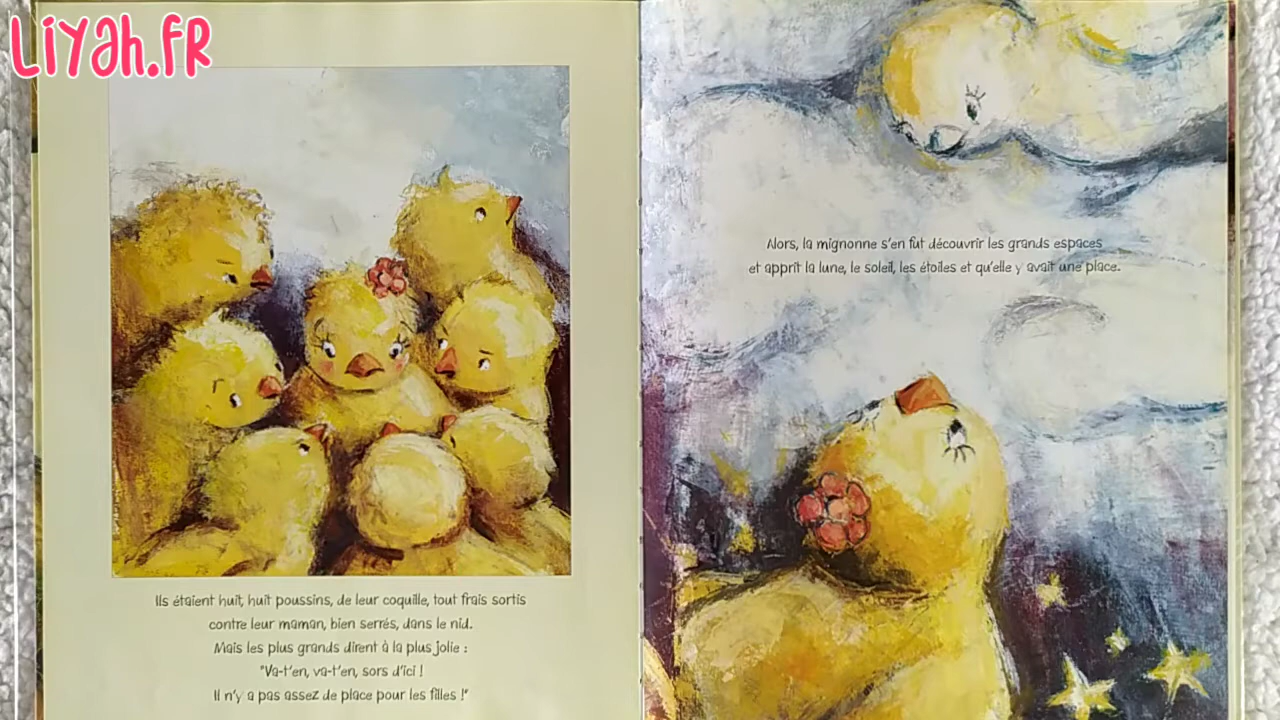 LiYah.FR
Ils étaient huit, huit poussins, de leur coquille, tout frais sortis
contre leur maman, bien serrés, dans le nid.
Mais les plus grands dirent à la plus jolie :
"Va-t'en, va-t'en, sors d'ici !
Il n'y a pas assez de place pour les filles !"
Alors, la mignonne s'en fut découvrir les grands espaces
et apprit la lune, le soleil, les étoiles et qu'elle y avait une place.